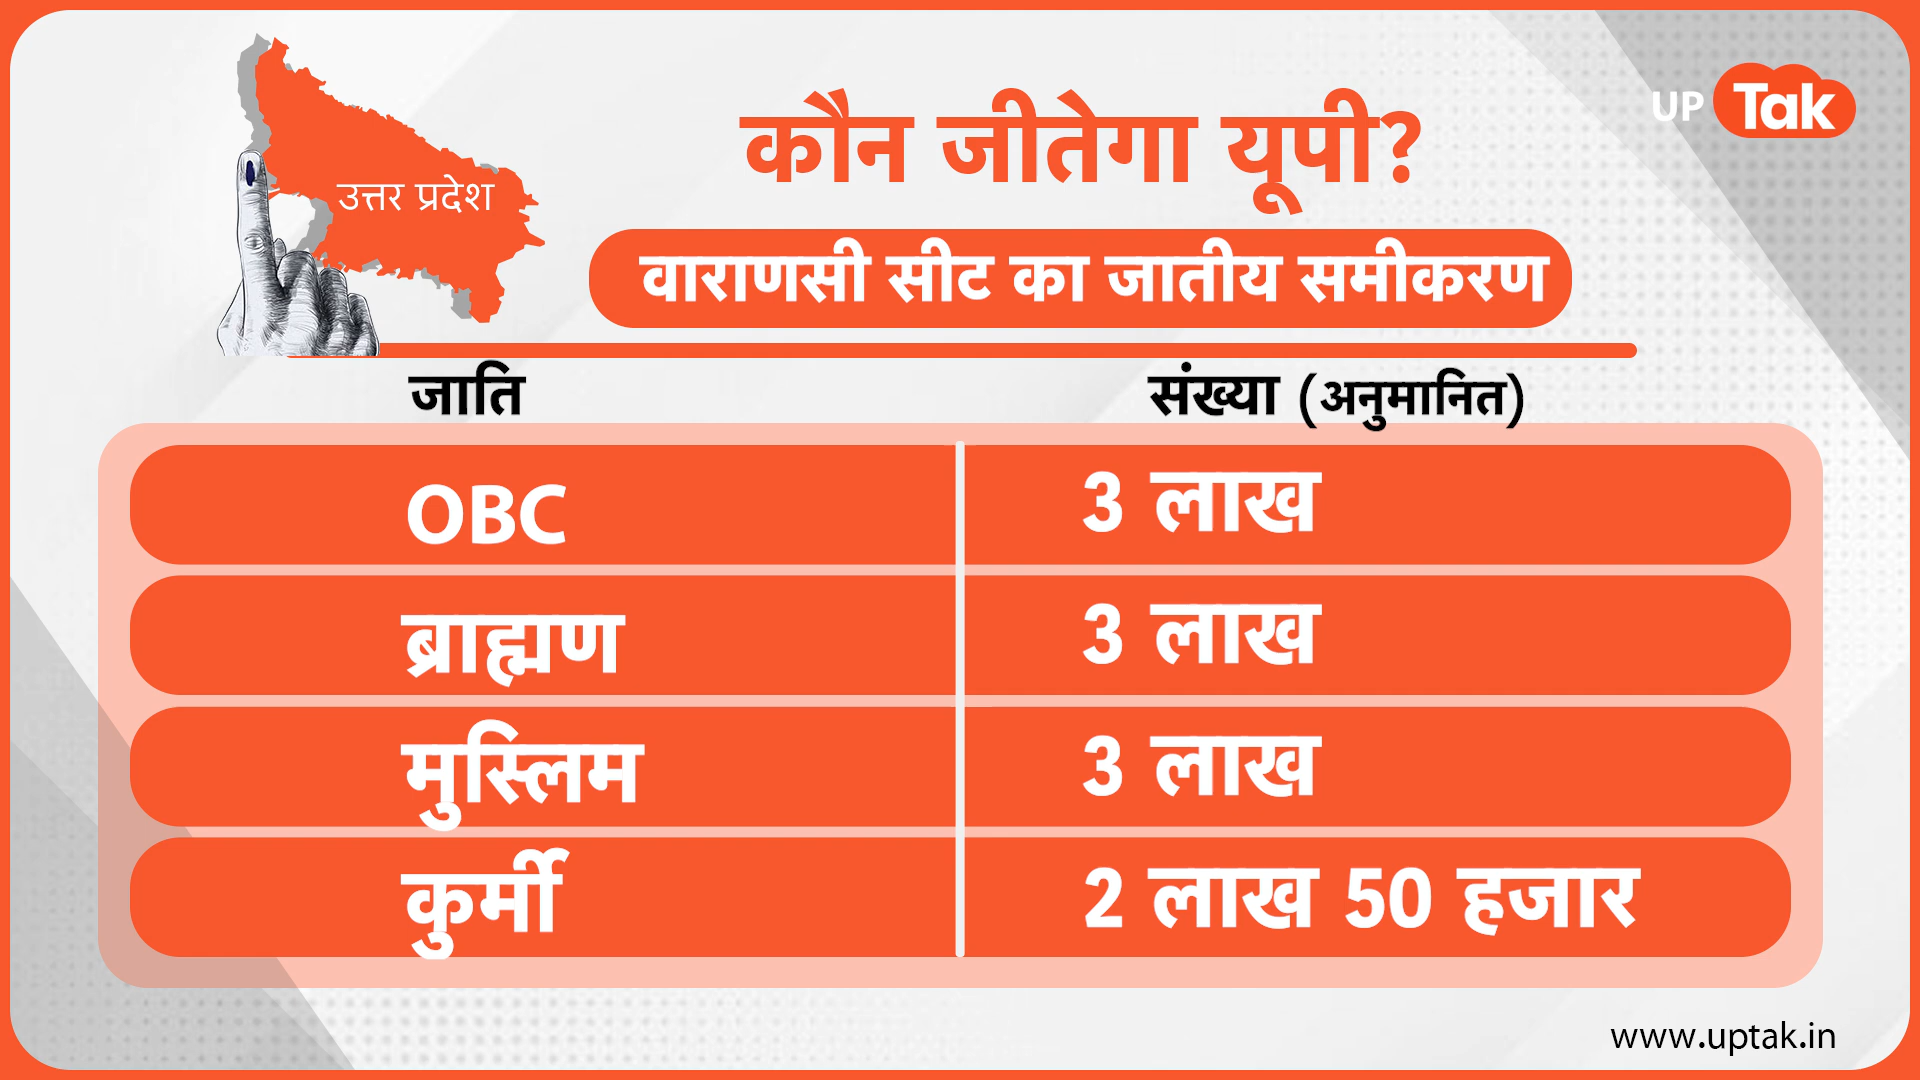 उत्तर प्रदेश
कौन जीतेगा यूपी?
UP Tak
वाराणसी सीट का जातीय समीकरण
जाति संख्या (अनुमानित)
OBC 3 लाख
ब्राह्मण 3 लाख
मुस्लिम 3 लाख
कुर्मी 2 लाख 50 हजार
www.uptak.in